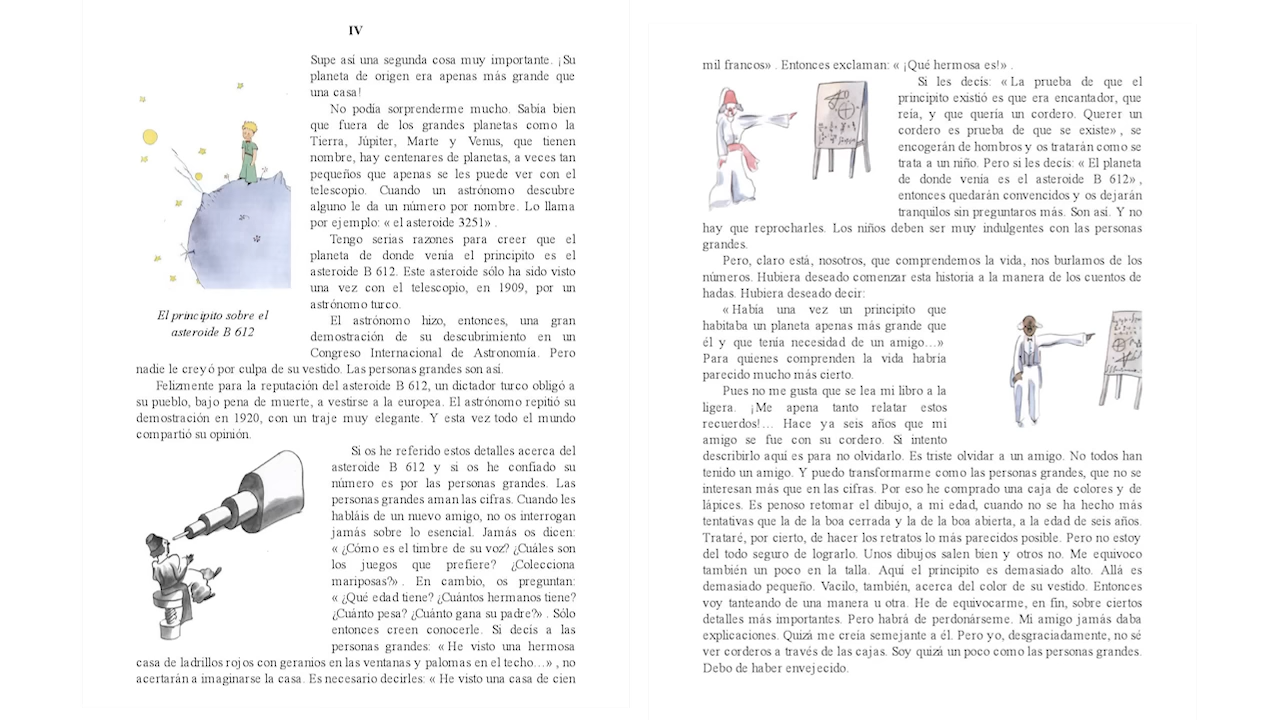 IV
Supe así una segunda cosa muy importante. ¡Su
planeta de origen era apenas más grande que
una casa!
No podía sorprenderme mucho. Sabía bien
que fuera de los grandes planetas como la
Tierra, Júpiter, Marte y Venus, que tienen
nombre, hay centenares de planetas, a veces tan
pequeños que apenas se les puede ver con el
telescopio. Cuando un astrónomo descubre
alguno le da un número por nombre. Lo llama
por ejemplo: « el asteroide 3251» .
Tengo serias razones para creer que el
planeta de donde venía el principito es el
asteroide B 612. Este asteroide sólo ha sido visto
una vez con el telescopio, en 1909, por un
astrónomo turco.
El principito sobre el
asteroide B 612
El astrónomo hizo, entonces, una gran
demostración de su descubrimiento en un
Congreso Internacional de Astronomía. Pero
nadie le creyó por culpa de su vestido. Las personas grandes son así.
Felizmente para la reputación del asteroide B 612, un dictador turco obligó a
su pueblo, bajo pena de muerte, a vestirse a la europea. El astrónomo repitió su
demostración en 1920, con un traje muy elegante. Y esta vez todo el mundo
compartió su opinión.
Si os he referido estos detalles acerca del
asteroide B 612 y si os he confiado su
número es por las personas grandes. Las
personas grandes aman las cifras. Cuando les
habláis de un nuevo amigo, no os interrogan
jamás sobre lo esencial. Jamás os dicen:
« ¿Cómo es el timbre de su voz? ¿Cuáles son
los juegos que prefiere? ¿Colecciona
mariposas?» . En cambio, os preguntan:
« ¿Qué edad tiene? ¿Cuántos hermanos tiene?
¿Cuánto pesa? ¿Cuánto gana su padre?» . Sólo
entonces creen conocerle. Si decís a las
personas grandes: « He visto una hermosa
casa de ladrillos rojos con geranios en las ventanas y palomas en el techo…» , no
acertarán a imaginarse la casa. Es necesario decirles: « He visto una casa de cien
mil francos» . Entonces exclaman: « ¡Qué hermosa es!» .
Si les decís: « La prueba de que el
principito existió es que era encantador, que
reía, y que quería un cordero. Querer un
cordero es prueba de que se existe» , se
encogerán de hombros y os tratarán como se
trata a un niño. Pero si les decís: « El planeta
de donde venía es el asteroide B 612» ,
entonces quedarán convencidos y os dejarán
tranquilos sin preguntaros más. Son así. Y no
hay que reprocharles. Los niños deben ser muy indulgentes con las personas
grandes.
Pero, claro está, nosotros, que comprendemos la vida, nos burlamos de los
números. Hubiera deseado comenzar esta historia a la manera de los cuentos de
hadas. Hubiera deseado decir:
« Había una vez un principito que
habitaba un planeta apenas más grande que
él y que tenía necesidad de un amigo…»
Para quienes comprenden la vida habría
parecido mucho más cierto.
Pues no me gusta que se lea mi libro a la
ligera. ¡Me apena tanto relatar estos
recuerdos!… Hace ya seis años que mi
amigo se fue con su cordero. Si intento
describirlo aquí es para no olvidarlo. Es triste olvidar a un amigo. No todos han
tenido un amigo. Y puedo transformarme como las personas grandes, que no se
interesan más que en las cifras. Por eso he comprado una caja de colores y de
lápices. Es penoso retomar el dibujo, a mi edad, cuando no se ha hecho más
tentativas que la de la boa cerrada y la de la boa abierta, a la edad de seis años.
Trataré, por cierto, de hacer los retratos lo más parecidos posible. Pero no estoy
del todo seguro de lograrlo. Unos dibujos salen bien y otros no. Me equivoco
también un poco en la talla. Aquí el principito es demasiado alto. Allá es
demasiado pequeño. Vacilo, también, acerca del color de su vestido. Entonces
voy tanteando de una manera u otra. He de equivocarme, en fin, sobre ciertos
detalles más importantes. Pero habrá de perdonárseme. Mi amigo jamás daba
explicaciones. Quizá me creía semejante a él. Pero yo, desgraciadamente, no sé
ver corderos a través de las cajas. Soy quizá un poco como las personas grandes.
Debo de haber envejecido.